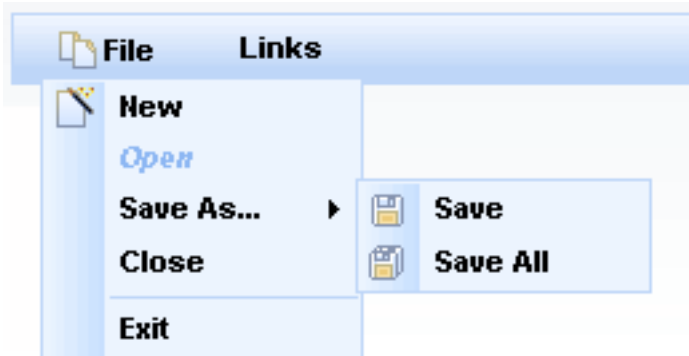 File Links
New
Open
Save As...
Save
Close
Save All
Exit